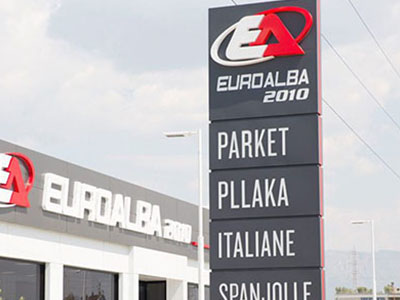 EA
EUROALBA
2010
PARKET
PLLAKA
ITALIANE
SPANJOLLE
EA EUROALBA 2010